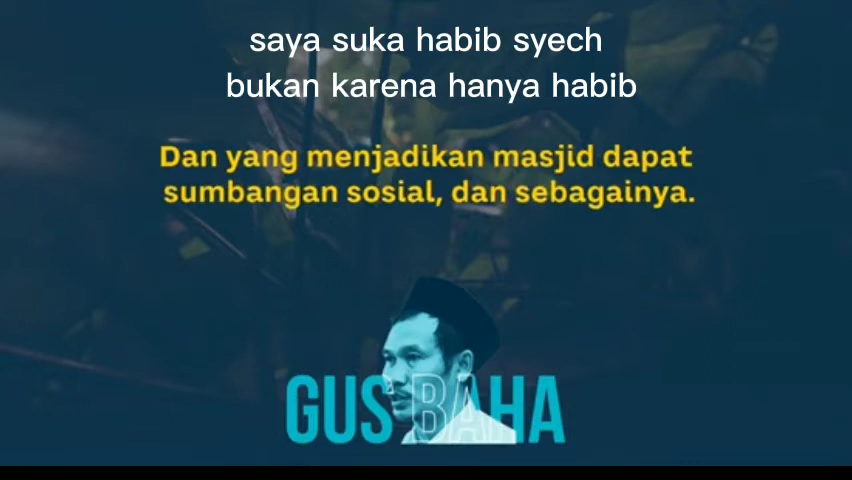 saya suka habib syech
bukan karena hanya habib
Dan yang menjadikan masjid dapat
sumbangan sosial, dan sebagainya.
GUS BAHA